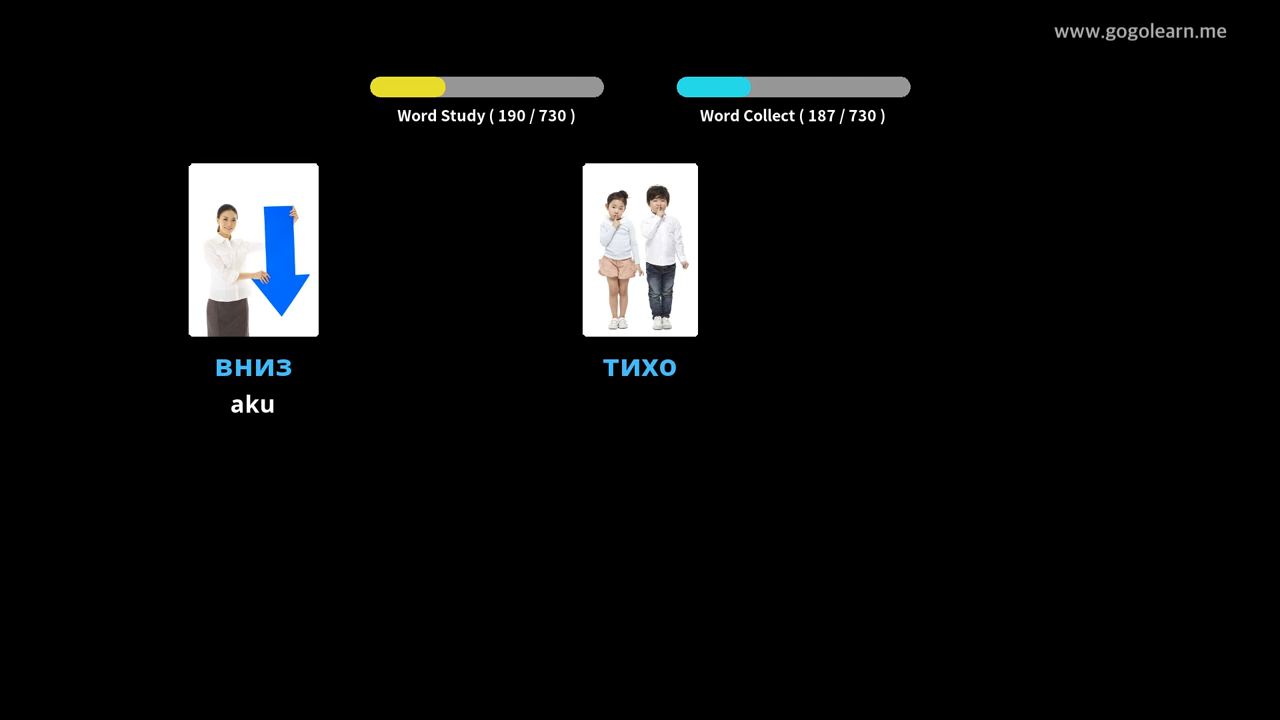 www.gogolearn.me
Word Study ( 190 / 730 )
Word Collect ( 187 / 730 )
вниз
aku
тихо